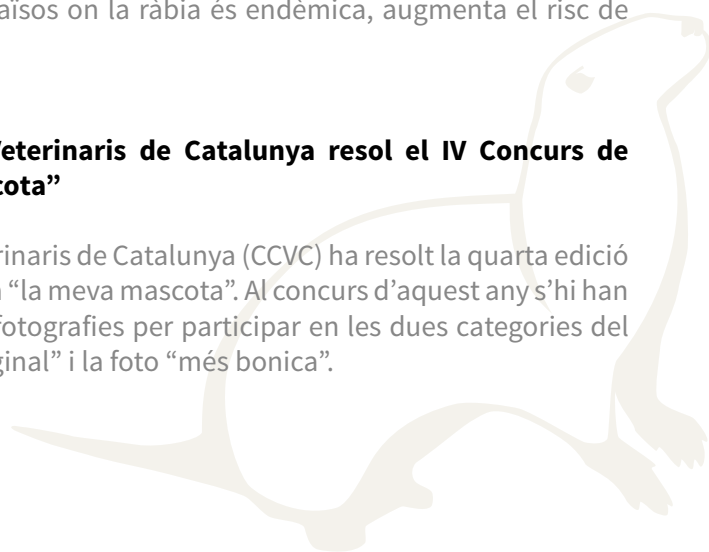 països on la ràbia és endèmica, augmenta el risc de
Veterinaris de Catalunya resol el IV Concurs de
cota”
rinaris de Catalunya (CCVC) ha resolt la quarta edició
“la meva mascota”. Al concurs d’aquest any s’hi han
fotografies per participar en les dues categories del
ginal” i la foto “més bonica”.